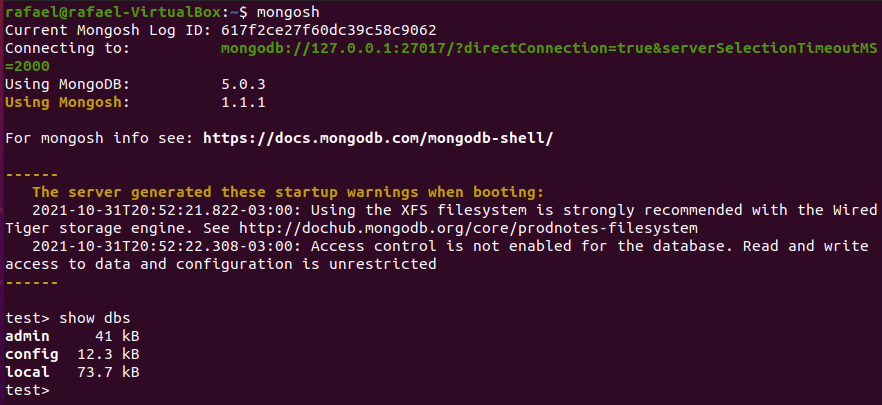 rafael@rafael-VirtualBox:~$ mongosh
Current Mongosh Log ID: 617f2ce27f60dc39c58c9062
Connecting to:          mongodb://127.0.0.1:27017/?directConnection=true&serverSelectionTimeoutMS
=2000
Using MongoDB:          5.0.3
Using Mongosh:          1.1.1
For mongosh info see: https://docs.mongodb.com/mongodb-shell/
------
   The server generated these startup warnings when booting:
   2021-10-31T20:52:21.822-03:00: Using the XFS filesystem is strongly recommended with the Wired
Tiger storage engine. See http://dochub.mongodb.org/core/prodnotes-filesystem
   2021-10-31T20:52:22.308-03:00: Access control is not enabled for the database. Read and write
access to data and configuration is unrestricted
------
test> show dbs
admin     41 kB
config  12.3 kB
local   73.7 kB
test>